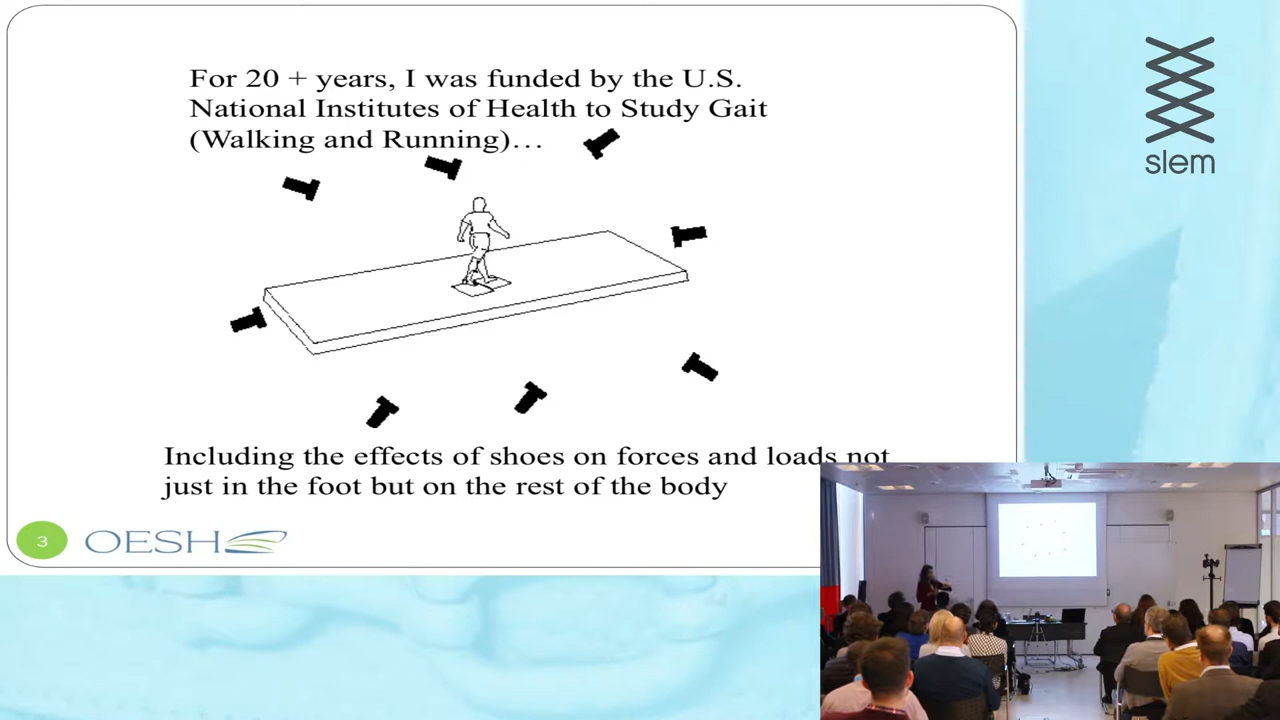 For 20 + years, I was funded by the U.S.
National Institutes of Health to Study Gait
(Walking and Running)…
slem
Including the effects of shoes on forces and loads not
just in the foot but on the rest of the body
3
OESH